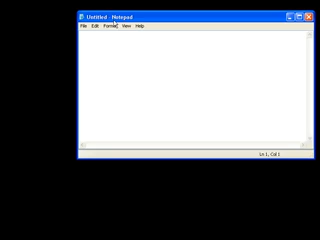 Untitled - Notepad
File Edit Format View Help
Ln 1, Col 1